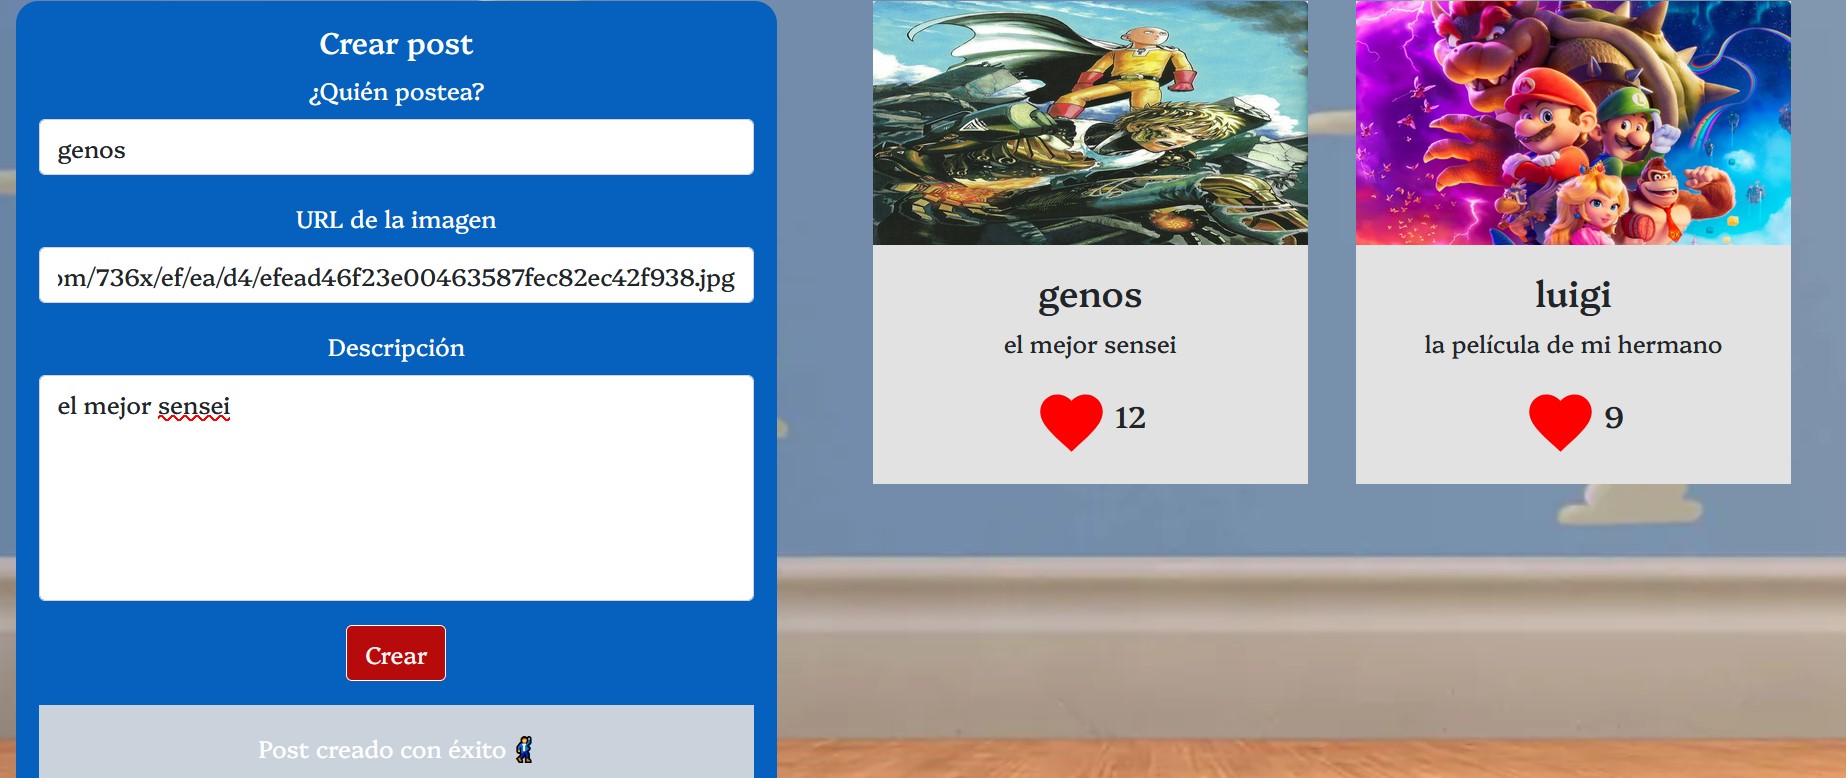 Crear post
¿Quién postea?
genos
URL de la imagen
om/736x/ef/ea/d4/efead46f23e00463587fec82ec42f938.jpg
Descripción
el mejor sensei
Crear
Post creado con éxito
genos
el mejor sensei
12
luigi
la película de mi hermano
9